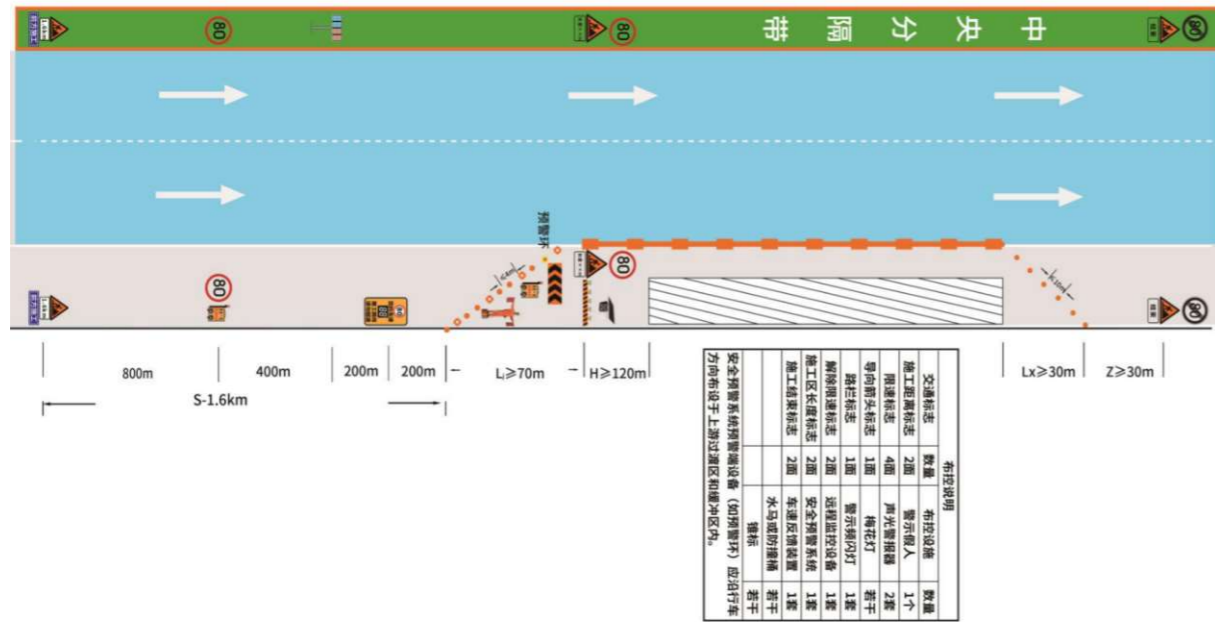 中央分隔带
80
80
预警环
80
80
800m
400m
200m
200m
Lⱼ≥70m
H≥120m
Lx≥30m
Z≥30m
S-1.6km
布控说明
交通标志 数量 布控设施 数量
施工距离标志 2面 警示假人 1个
限速标志 4面 声光警报器 2套
导向箭头标志 1面 梅花灯 若干
路栏标志 1面 警示频闪灯 1套
解除限速标志 2面 远程监控设备 1套
施工区长度标志 2面 安全预警系统 1套
施工结束标志 2面 车速反馈装置 1套
水马或防撞桶 若干
锥标 若干
安全预警系统预警端设备（如预警环）应沿行车
方向布设于上游过渡区和缓冲区内。